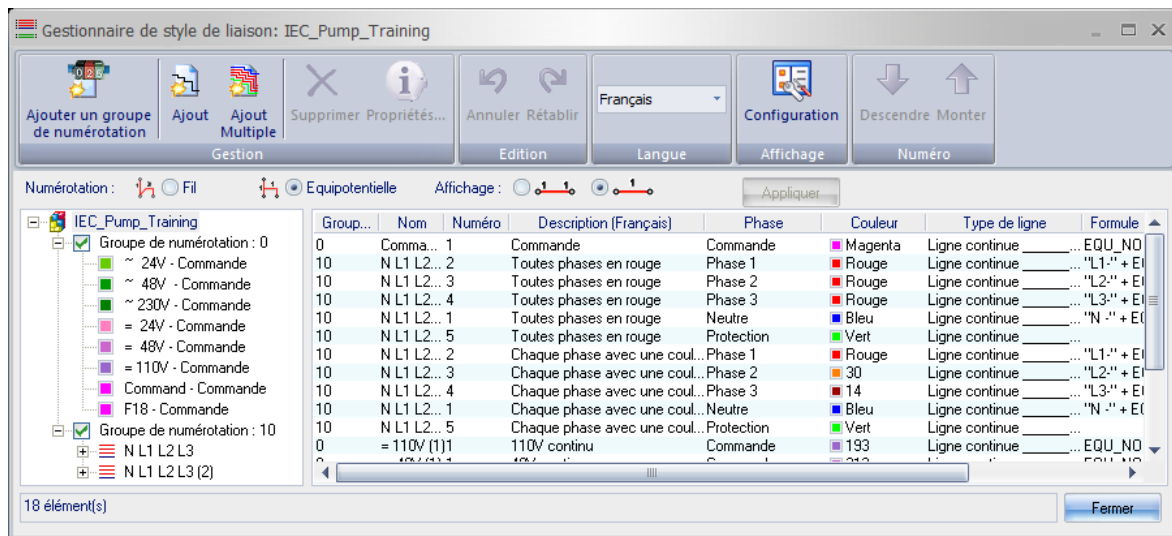 Gestionnaire de style de liaison: IEC_Pump_Training
Ajouter un groupe de numérotation
Ajout
Ajout Multiple
Supprimer
Propriétés...
Annuler
Rétablir
Français
Configuration
Descendre
Monter
Gestion
Edition
Langue
Affichage
Numéro
Numérotation :
Fil
Equipotentielle
Affichage :
Appliquer
IEC_Pump_Training
Groupe de numérotation : 0
~ 24V - Commande
~ 48V - Commande
~ 230V - Commande
= 24V - Commande
= 48V - Commande
= 110V - Commande
Command - Commande
F18 - Commande
Groupe de numérotation : 10
N L1 L2 L3
N L1 L2 L3 (2)
Group... Nom Numéro Description (Français) Phase Couleur Type de ligne Formule
0 Comma... 1 Commande Commande Magenta Ligne continue ______... EQU_NO
10 N L1 L2... 2 Toutes phases en rouge Phase 1 Rouge Ligne continue ______... "L1-" + E
10 N L1 L2... 3 Toutes phases en rouge Phase 2 Rouge Ligne continue ______... "L2-" + E
10 N L1 L2... 4 Toutes phases en rouge Phase 3 Rouge Ligne continue ______... "L3-" + E
10 N L1 L2... 1 Toutes phases en rouge Neutre Bleu Ligne continue ______... "N -" + E
10 N L1 L2... 5 Toutes phases en rouge Protection Vert Ligne continue ______...
10 N L1 L2... 2 Chaque phase avec une coul... Phase 1 Rouge Ligne continue ______... "L1-" + E
10 N L1 L2... 3 Chaque phase avec une coul... Phase 2 30 Ligne continue ______... "L2-" + E
10 N L1 L2... 4 Chaque phase avec une coul... Phase 3 14 Ligne continue ______... "L3-" + E
10 N L1 L2... 1 Chaque phase avec une coul... Neutre Bleu Ligne continue ______... "N -" + E
10 N L1 L2... 5 Chaque phase avec une coul... Protection Vert Ligne continue ______...
0 = 110V (1) 1 110V continu Commande 193 Ligne continue ______... EQU_NO
18 élément(s)
Fermer